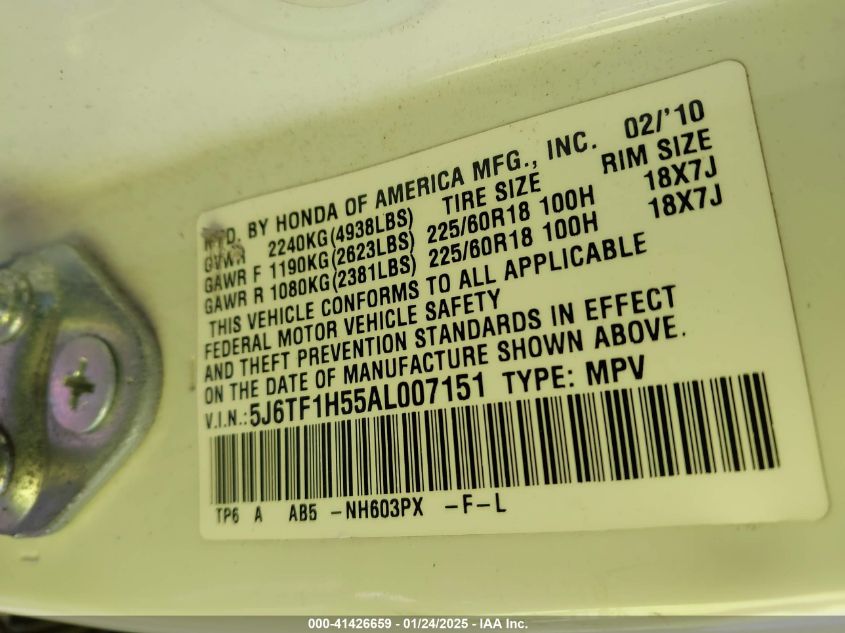 MFD. BY HONDA OF AMERICA MFG., INC. 02/'10
GVWR 2240KG(4938LBS) TIRE SIZE RIM SIZE
GAWR F 1190KG(2623LBS) 225/60R18 100H 18X7J
GAWR R 1080KG(2381LBS) 225/60R18 100H 18X7J
THIS VEHICLE CONFORMS TO ALL APPLICABLE
FEDERAL MOTOR VEHICLE SAFETY
AND THEFT PREVENTION STANDARDS IN EFFECT
ON THE DATE OF MANUFACTURE SHOWN ABOVE.
V.I.N.: 5J6TF1H55AL007151 TYPE: MPV
TP6 A AB5 -NH603PX -F-L
000-41426659 - 01/24/2025 - IAA Inc.